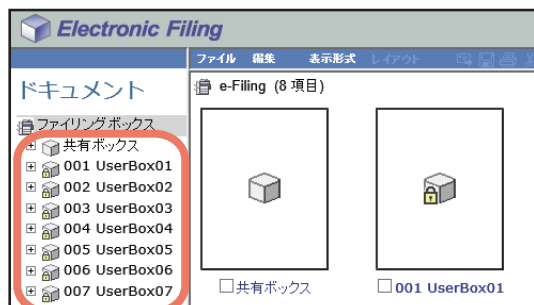 Electronic Filing
ファイル 編集 表示形式 レイアウト
ドキュメント
e-Filing (8 項目)
ファイリングボックス
共有ボックス
001 UserBox01
002 UserBox02
003 UserBox03
004 UserBox04
005 UserBox05
006 UserBox06
007 UserBox07
共有ボックス
001 UserBox01